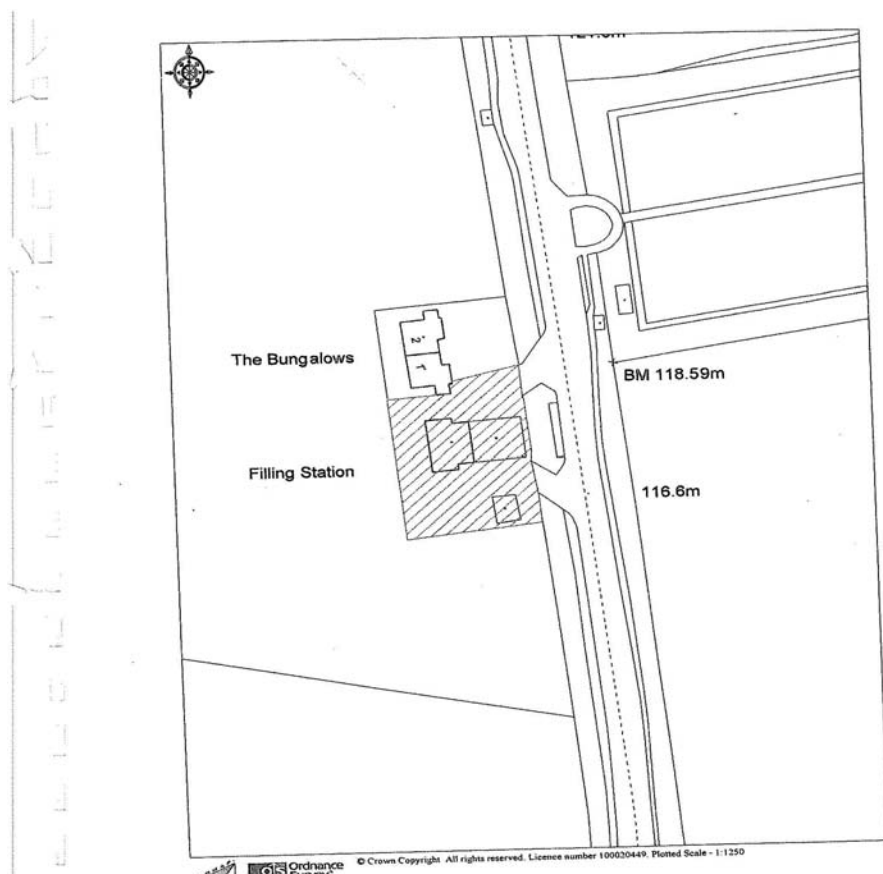 The Bungalows
2
1
BM 118.59m
Filling Station
116.6m
Ordnance
© Crown Copyright All rights reserved. Licence number 100020449. Plotted Scale - 1:1250